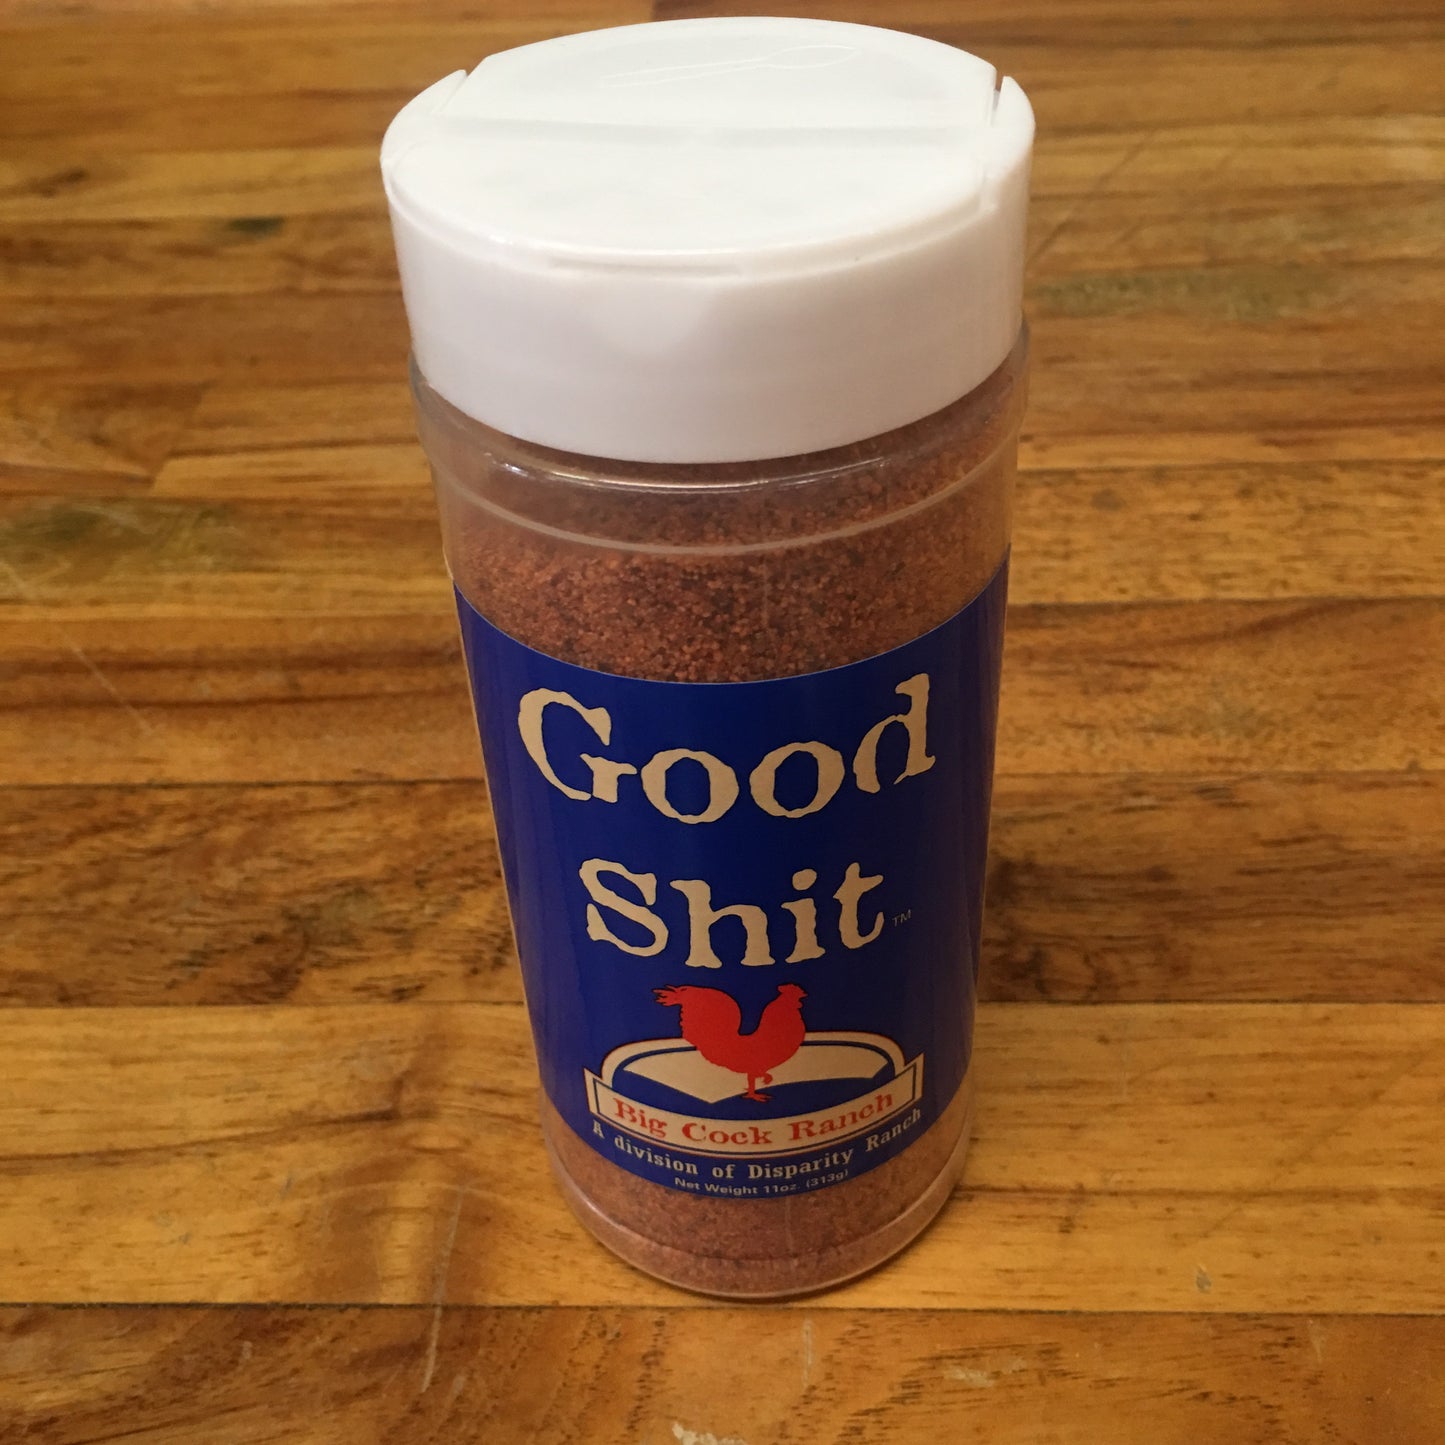 Good
Shit™
Big Cock Ranch
A division of Disparity Ranch
Net Weight 11oz. (313g)